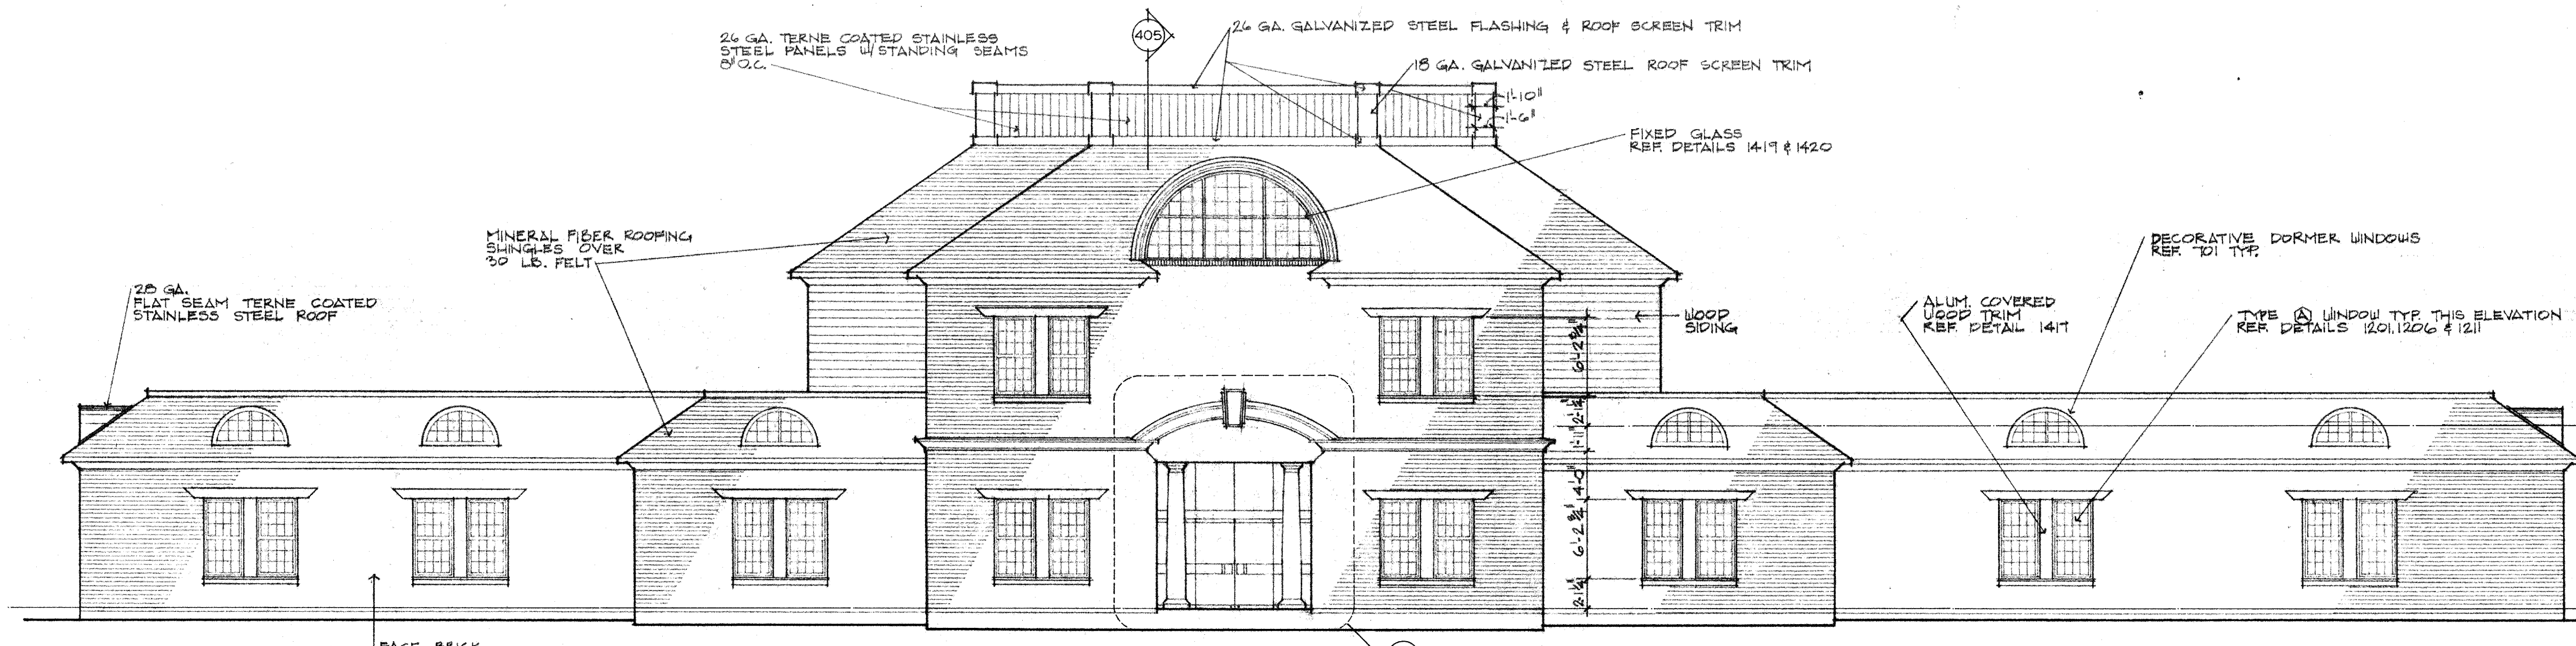 26 GA. TERNE COATED STAINLESS
STEEL PANELS W/STANDING SEAMS
8" O.C.
405
26 GA. GALVANIZED STEEL FLASHING & ROOF SCREEN TRIM
18 GA. GALVANIZED STEEL ROOF SCREEN TRIM
1'-10"
1'-6"
FIXED GLASS
REF. DETAILS 1419 & 1420
MINERAL FIBER ROOFING
SHINGLES OVER
30 LB. FELT
DECORATIVE DORMER WINDOWS
REF. 701 TYP.
28 GA.
FLAT SEAM TERNE COATED
STAINLESS STEEL ROOF
WOOD
SIDING
ALUM. COVERED
WOOD TRIM
REF. DETAIL 1417
TYPE A WINDOW TYP. THIS ELEVATION
REF. DETAILS 1201, 1206 & 1211
6'-2 3/4"
2'-1 1/4"
1'-11"
4'-0"
6'-2 3/4"
2'-1 1/4"
FACE BRICK